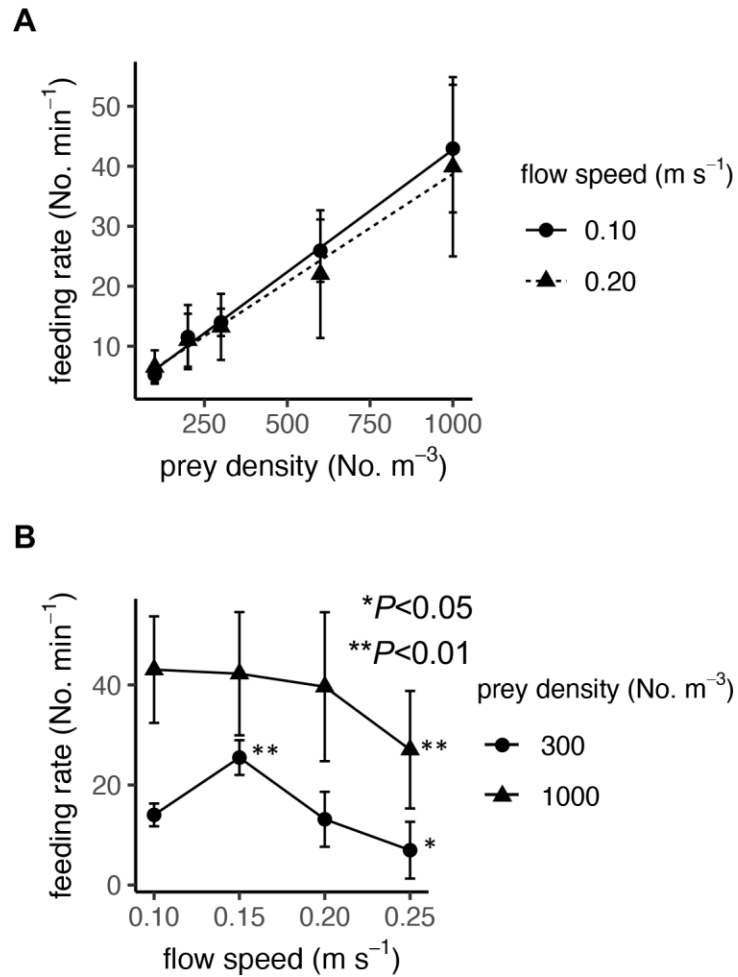 A
feeding rate (No. min⁻¹)
50
40
30
20
10
250 500 750 1000
prey density (No. m⁻³)
flow speed (m s⁻¹)
0.10
0.20
B
feeding rate (No. min⁻¹)
40
20
0
0.10 0.15 0.20 0.25
flow speed (m s⁻¹)
*P<0.05
**P<0.01
**
**
*
prey density (No. m⁻³)
300
1000